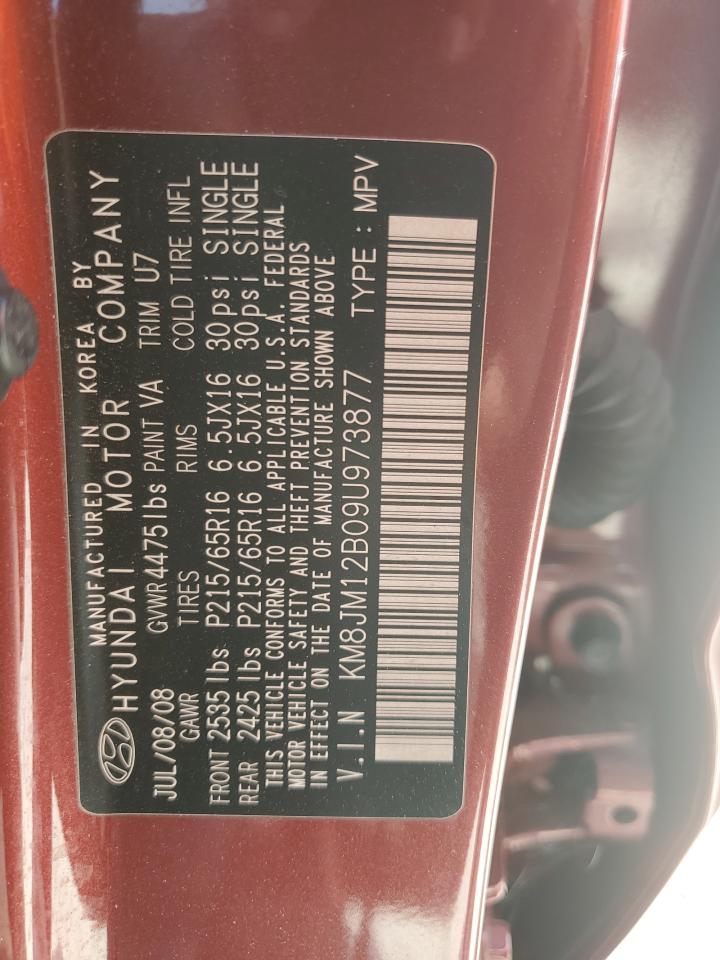 MANUFACTURED IN KOREA BY
HYUNDAI MOTOR COMPANY
JUL/08/08 GVWR 4475 lbs PAINT VA TRIM U7
GAWR TIRES RIMS COLD TIRE INFL
FRONT 2535 lbs P215/65R16 6.5JX16 30psi SINGLE
REAR 2425 lbs P215/65R16 6.5JX16 30psi SINGLE
THIS VEHICLE CONFORMS TO ALL APPLICABLE U.S.A. FEDERAL
MOTOR VEHICLE SAFETY AND THEFT PREVENTION STANDARDS
IN EFFECT ON THE DATE OF MANUFACTURE SHOWN ABOVE
V.I.N KM8JM12B09U973877 TYPE : MPV